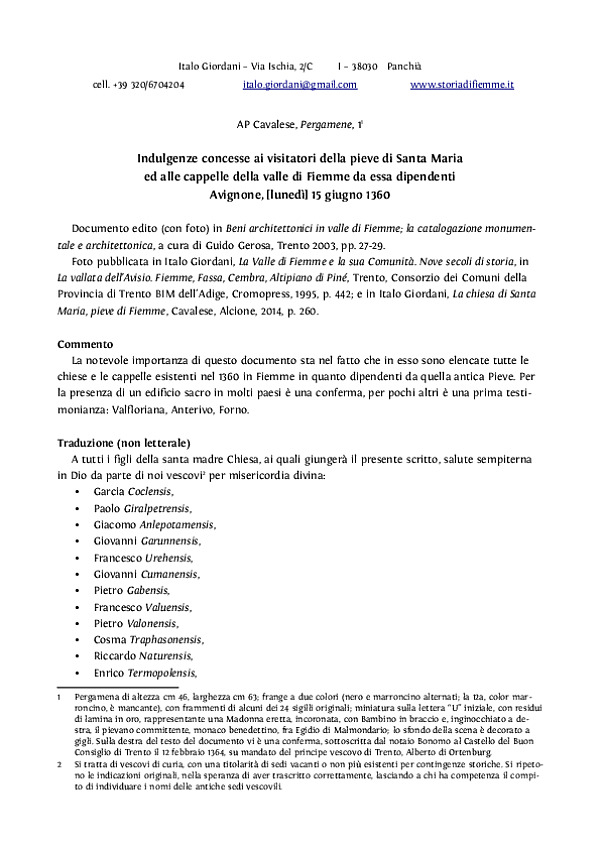 Italo Giordani – Via Ischia, 2/C I – 38030 Panchià
cell. +39 320/6704204 italo.giordani@gmail.com www.storiadifiemme.it
AP Cavalese, Pergamene, 1¹
Indulgenze concesse ai visitatori della pieve di Santa Maria
ed alle cappelle della valle di Fiemme da essa dipendenti
Avignone, [lunedì] 15 giugno 1360
Documento edito (con foto) in Beni architettonici in valle di Fiemme; la catalogazione monumen-
tale e architettonica, a cura di Guido Gerosa, Trento 2003, pp. 27-29.
Foto pubblicata in Italo Giordani, La Valle di Fiemme e la sua Comunità. Nove secoli di storia, in
La vallata dell'Avisio. Fiemme, Fassa, Cembra, Altipiano di Piné, Trento, Consorzio dei Comuni della
Provincia di Trento BIM dell'Adige, Cromopress, 1995, p. 442; e in Italo Giordani, La chiesa di Santa
Maria, pieve di Fiemme, Cavalese, Alcione, 2014, p. 260.
Commento
La notevole importanza di questo documento sta nel fatto che in esso sono elencate tutte le
chiese e le cappelle esistenti nel 1360 in Fiemme in quanto dipendenti da quella antica Pieve. Per
la presenza di un edificio sacro in molti paesi è una conferma, per pochi altri è una prima testi-
monianza: Valfloriana, Anterivo, Forno.
Traduzione (non letterale)
A tutti i figli della santa madre Chiesa, ai quali giungerà il presente scritto, salute sempiterna
in Dio da parte di noi vescovi² per misericordia divina:
• Garcia Coclensis,
• Paolo Giralpetrensis,
• Giacomo Anlepotamensis,
• Giovanni Garunnensis,
• Francesco Urehensis,
• Giovanni Cumanensis,
• Pietro Gabensis,
• Francesco Valuensis,
• Pietro Valonensis,
• Cosma Traphasonensis,
• Riccardo Naturensis,
• Enrico Termopolensis,
1 Pergamena di altezza cm 46, larghezza cm 63; frange a due colori (nero e marroncino alternati; la 12a, color mar-
roncino, è mancante), con frammenti di alcuni dei 24 sigilli originali; miniatura sulla lettera "U" iniziale, con residui
di lamina in oro, rappresentante una Madonna eretta, incoronata, con Bambino in braccio e, inginocchiato a de-
stra, il pievano committente, monaco benedettino, fra Egidio di Malmondario; lo sfondo della scena è decorato a
gigli. Sulla destra del testo del documento vi è una conferma, sottoscritta dal notaio Bonomo al Castello del Buon
Consiglio di Trento il 12 febbraio 1364, su mandato del principe vescovo di Trento, Alberto di Ortenburg.
2 Si tratta di vescovi di curia, con una titolarità di sedi vacanti o non più esistenti per contingenze storiche. Si ripeto-
no le indicazioni originali, nella speranza di aver trascritto correttamente, lasciando a chi ha competenza il compi-
to di individuare i nomi delle antiche sedi vescovili.